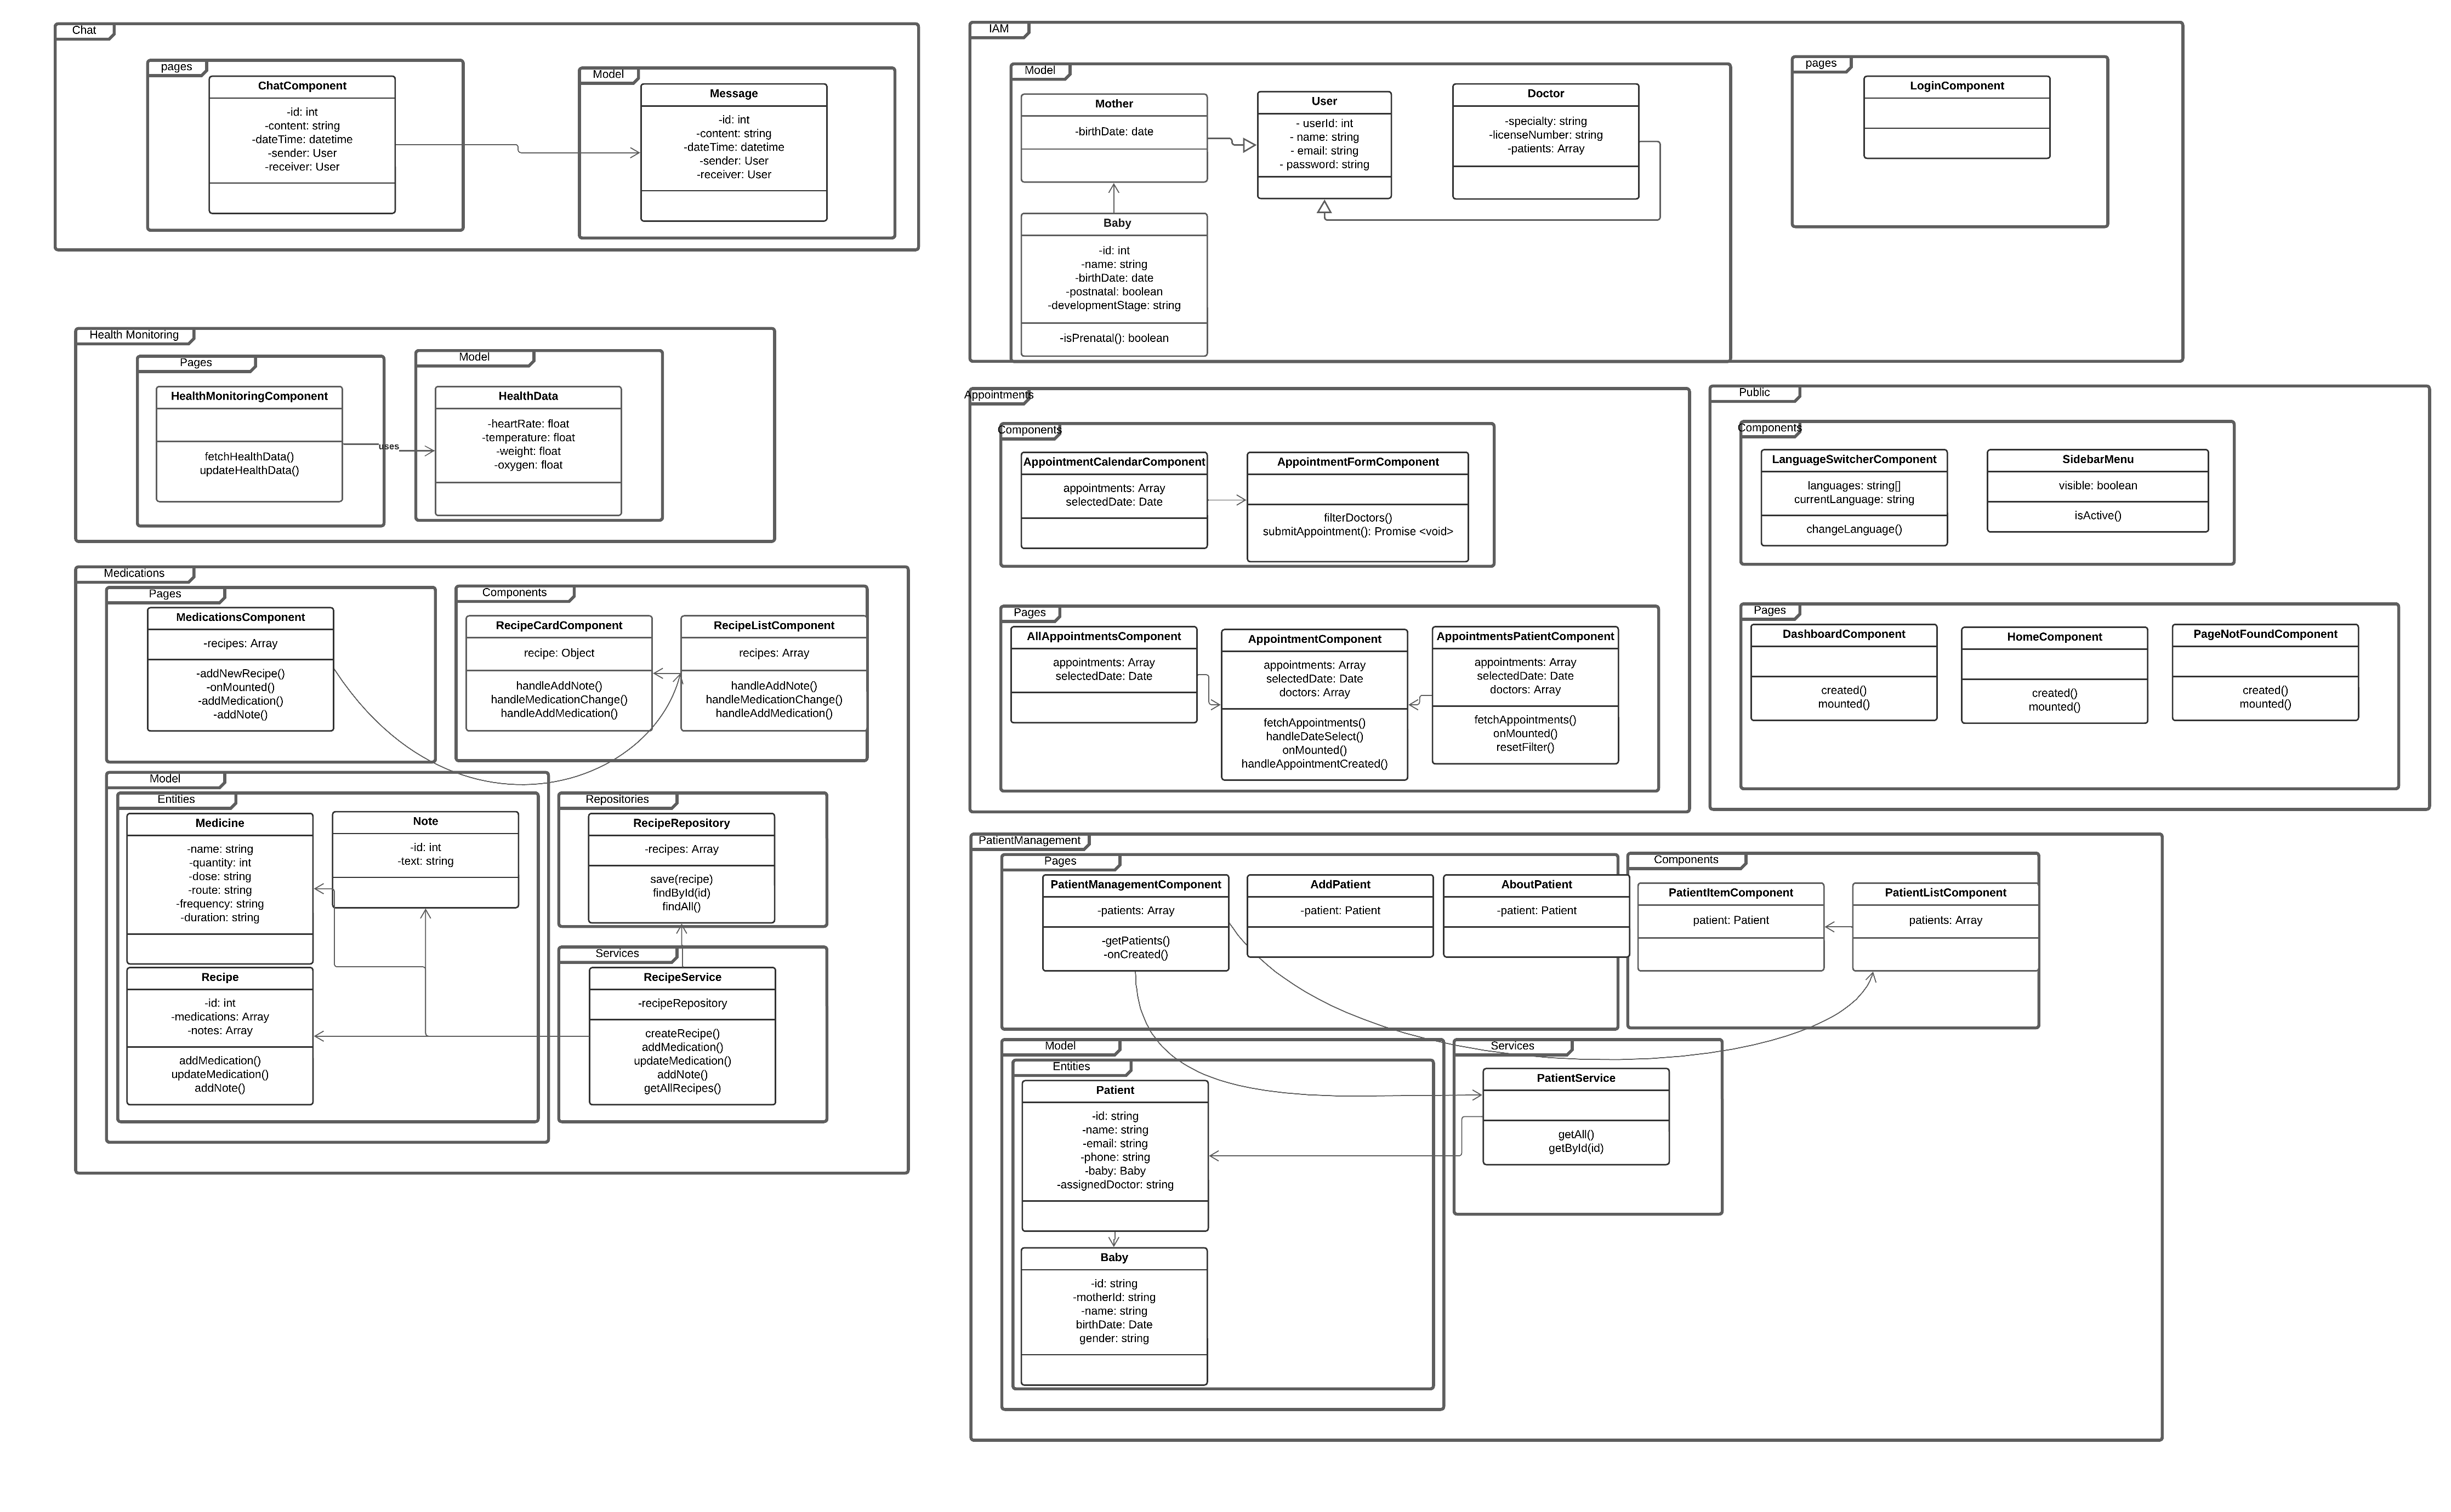 Chat
pages
ChatComponent
-id: int
-content: string
-dateTime: datetime
-sender: User
-receiver: User
Model
Message
-id: int
-content: string
-dateTime: datetime
-sender: User
-receiver: User
IAM
Model
Mother
-birthDate: date
User
- userId: int
- name: string
- email: string
- password: string
Doctor
-specialty: string
-licenseNumber: string
-patients: Array
Baby
-id: int
-name: string
-birthDate: date
-postnatal: boolean
-developmentStage: string
-isPrenatal(): boolean
pages
LoginComponent
Health Monitoring
Pages
HealthMonitoringComponent
fetchHealthData()
updateHealthData()
uses
Model
HealthData
-heartRate: float
-temperature: float
-weight: float
-oxygen: float
Appointments
Components
AppointmentCalendarComponent
appointments: Array
selectedDate: Date
AppointmentFormComponent
filterDoctors()
submitAppointment(): Promise <void>
Pages
AllAppointmentsComponent
appointments: Array
selectedDate: Date
AppointmentComponent
appointments: Array
selectedDate: Date
doctors: Array
fetchAppointments()
handleDateSelect()
onMounted()
handleAppointmentCreated()
AppointmentsPatientComponent
appointments: Array
selectedDate: Date
doctors: Array
fetchAppointments()
onMounted()
resetFilter()
Public
Components
LanguageSwitcherComponent
languages: string[]
currentLanguage: string
changeLanguage()
SidebarMenu
visible: boolean
isActive()
Pages
DashboardComponent
created()
mounted()
HomeComponent
created()
mounted()
PageNotFoundComponent
created()
mounted()
Medications
Pages
MedicationsComponent
-recipes: Array
-addNewRecipe()
-onMounted()
-addMedication()
-addNote()
Components
RecipeCardComponent
recipe: Object
handleAddNote()
handleMedicationChange()
handleAddMedication()
RecipeListComponent
recipes: Array
handleAddNote()
handleMedicationChange()
handleAddMedication()
Model
Entities
Medicine
-name: string
-quantity: int
-dose: string
-route: string
-frequency: string
-duration: string
Note
-id: int
-text: string
Recipe
-id: int
-medications: Array
-notes: Array
addMedication()
updateMedication()
addNote()
Repositories
RecipeRepository
-recipes: Array
save(recipe)
findById(id)
findAll()
Services
RecipeService
-recipeRepository
createRecipe()
addMedication()
updateMedication()
addNote()
getAllRecipes()
PatientManagement
Pages
PatientManagementComponent
-patients: Array
-getPatients()
-onCreated()
AddPatient
-patient: Patient
AboutPatient
-patient: Patient
Components
PatientItemComponent
patient: Patient
PatientListComponent
patients: Array
Model
Entities
Patient
-id: string
-name: string
-email: string
-phone: string
-baby: Baby
-assignedDoctor: string
Baby
-id: string
-motherId: string
-name: string
birthDate: Date
gender: string
Services
PatientService
getAll()
getById(id)